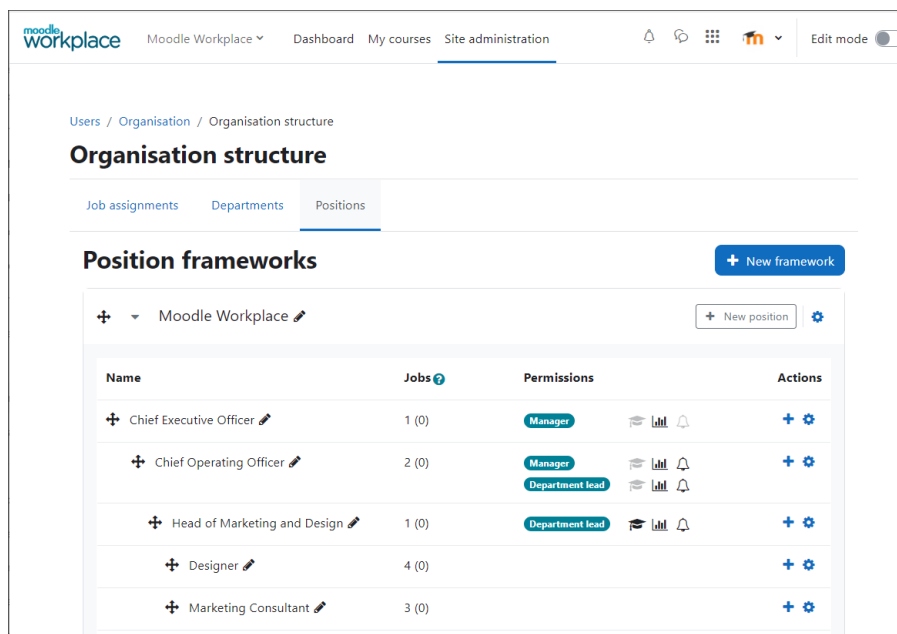 moodle
workplace Moodle Workplace Dashboard My courses Site administration Edit mode
Users / Organisation / Organisation structure
Organisation structure
Job assignments Departments Positions
Position frameworks + New framework
Moodle Workplace + New position
Name Jobs ? Permissions Actions
Chief Executive Officer 1 (0) Manager
Chief Operating Officer 2 (0) Manager
Department lead
Head of Marketing and Design 1 (0) Department lead
Designer 4 (0)
Marketing Consultant 3 (0)